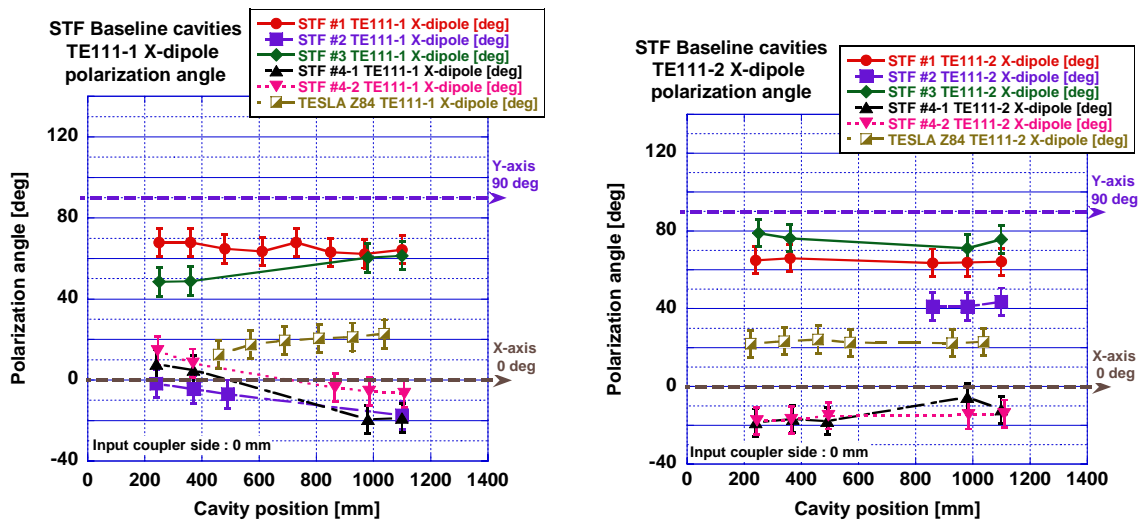 STF Baseline cavities
TE111-1 X-dipole
polarization angle
STF #1 TE111-1 X-dipole [deg]
STF #2 TE111-1 X-dipole [deg]
STF #3 TE111-1 X-dipole [deg]
STF #4-1 TE111-1 X-dipole [deg]
STF #4-2 TE111-1 X-dipole [deg]
TESLA Z84 TE111-1 X-dipole [deg]
Polarization angle [deg]
120
80
40
0
-40
Y-axis
90 deg
X-axis
0 deg
Input coupler side : 0 mm
0 200 400 600 800 1000 1200 1400
Cavity position [mm]
STF Baseline cavities
TE111-2 X-dipole
polarization angle
STF #1 TE111-2 X-dipole [deg]
STF #2 TE111-2 X-dipole [deg]
STF #3 TE111-2 X-dipole [deg]
STF #4-1 TE111-2 X-dipole [deg]
STF #4-2 TE111-2 X-dipole [deg]
TESLA Z84 TE111-2 X-dipole [deg]
Polarization angle [deg]
120
80
40
0
-40
Y-axis
90 deg
X-axis
0 deg
Input coupler side : 0 mm
0 200 400 600 800 1000 1200 1400
Cavity position [mm]